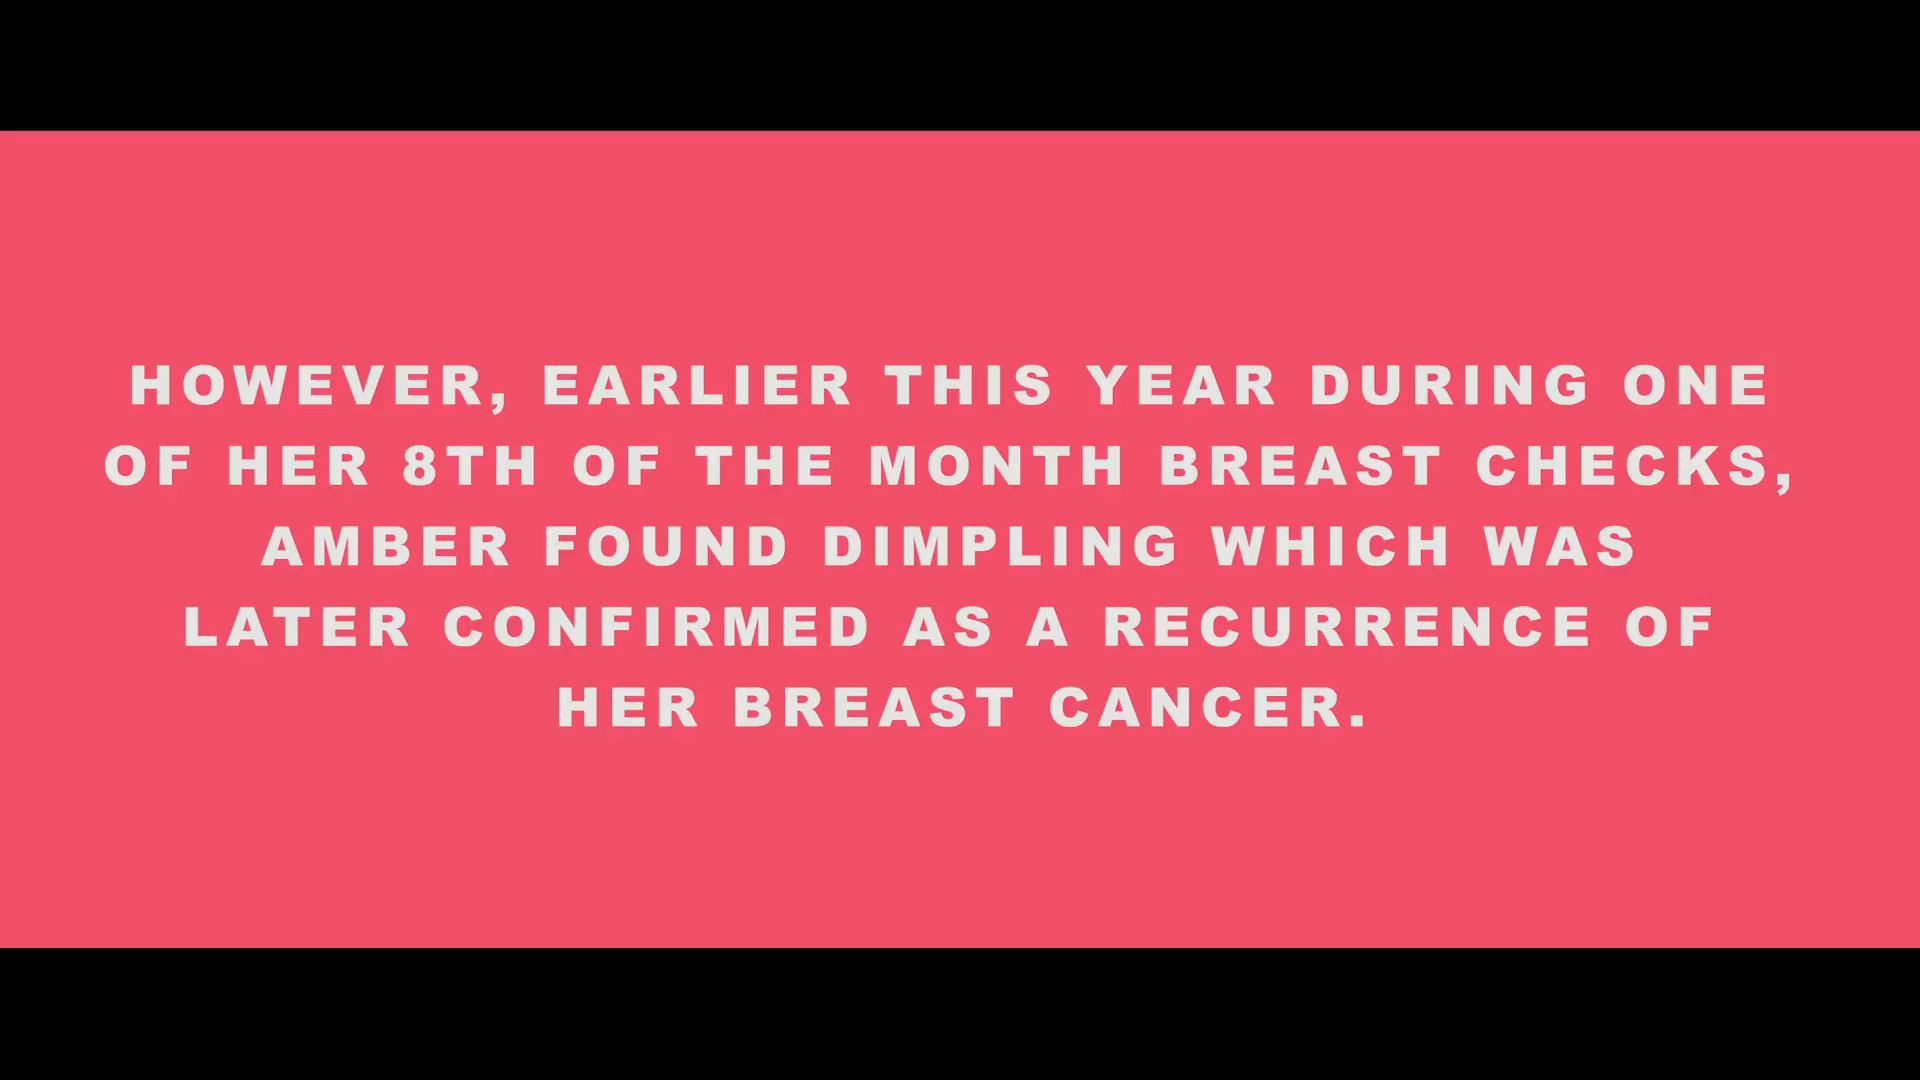 HOWEVER, EARLIER THIS YEAR DURING ONE
OF HER 8TH OF THE MONTH BREAST CHECKS,
AMBER FOUND DIMPLING WHICH WAS
LATER CONFIRMED AS A RECURRENCE OF
HER BREAST CANCER.